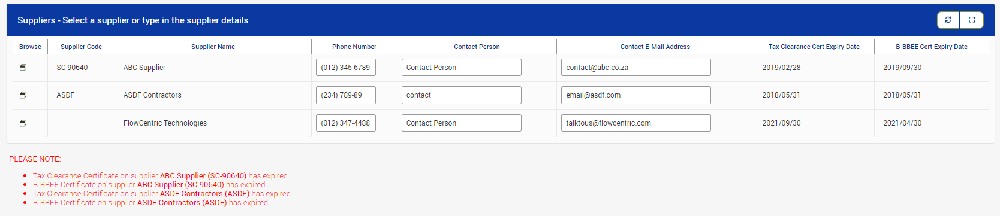 Suppliers - Select a supplier or type in the supplier details
Browse Supplier Code Supplier Name Phone Number Contact Person Contact E-Mail Address Tax Clearance Cert Expiry Date B-BBEE Cert Expiry Date
SC-90640 ABC Supplier (012) 345-6789 Contact Person contact@abc.co.za 2019/02/28 2019/09/30
ASDF ASDF Contractors (234) 789-89 contact email@asdf.com 2018/05/31 2018/05/31
FlowCentric Technologies (012) 347-4488 Contact Person talktous@flowcentric.com 2021/09/30 2021/04/30
PLEASE NOTE:
• Tax Clearance Certificate on supplier ABC Supplier (SC-90640) has expired.
• B-BBEE Certificate on supplier ABC Supplier (SC-90640) has expired.
• Tax Clearance Certificate on supplier ASDF Contractors (ASDF) has expired.
• B-BBEE Certificate on supplier ASDF Contractors (ASDF) has expired.